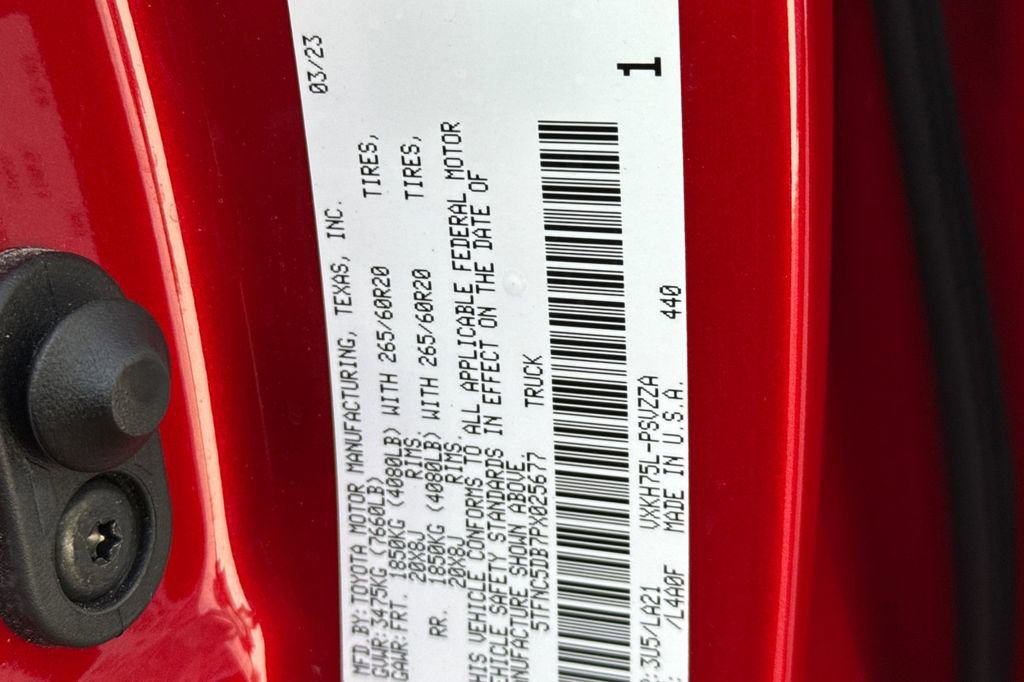 MFD.BY:TOYOTA MOTOR MANUFACTURING, TEXAS, INC. 03/23
GVWR:3475KG (7660LB)
GAWR:FRT. 1850KG (4080LB) WITH 265/60R20 TIRES,
20X8J RIMS.
RR. 1850KG (4080LB) WITH 265/60R20 TIRES,
20X8J RIMS.
HIS VEHICLE CONFORMS TO ALL APPLICABLE FEDERAL MOTOR
EHICLE SAFETY STANDARDS IN EFFECT ON THE DATE OF
ANUFACTURE SHOWN ABOVE.
5TFNC5DB7PX025677 TRUCK
1
R:3U5/LA21 VXKH75L-PSVZZA 440
: /L4A0F MADE IN U.S.A.